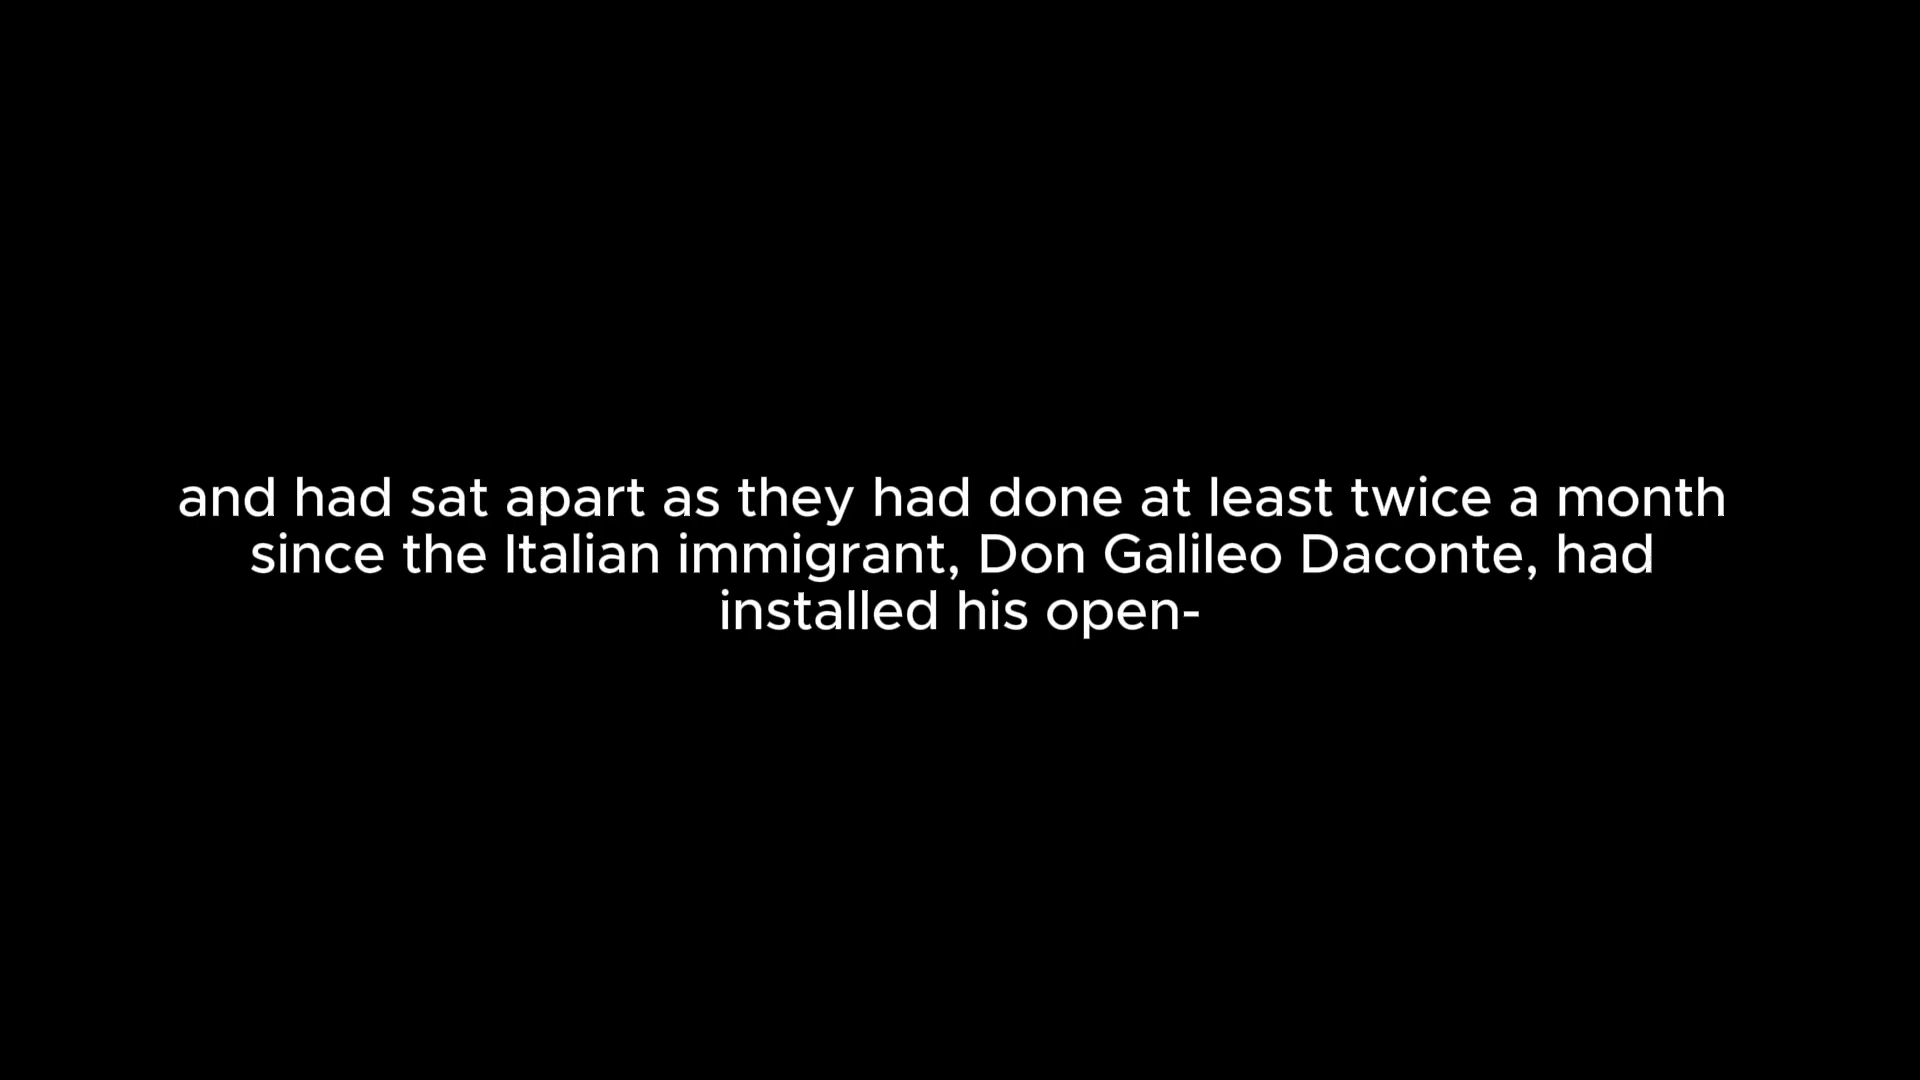 and had sat apart as they had done at least twice a month
since the Italian immigrant, Don Galileo Daconte, had
installed his open-